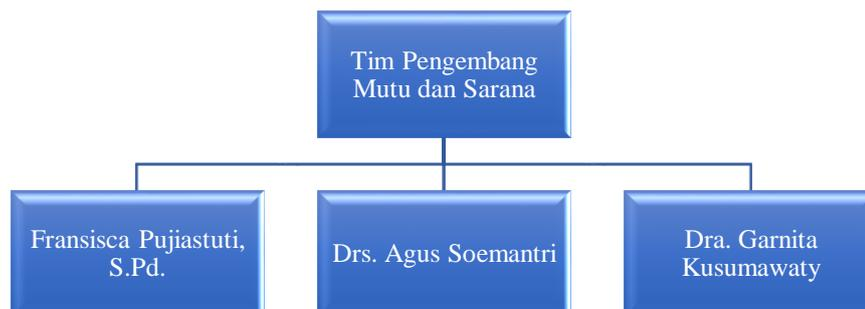 Tim Pengembang
Mutu dan Sarana
Fransisca Pujiastuti,
S.Pd.
Drs. Agus Soemantri
Dra. Garnita
Kusumawaty